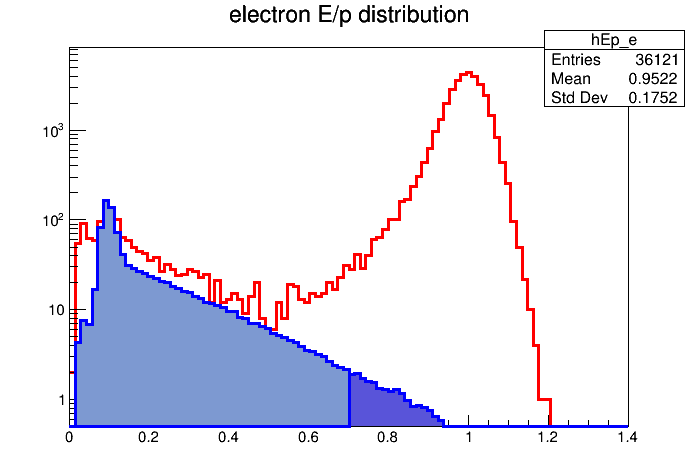 electron E/p distribution
hEp_e
Entries 36121
Mean 0.9522
Std Dev 0.1752
10³
10²
10
1
0 0.2 0.4 0.6 0.8 1 1.2 1.4